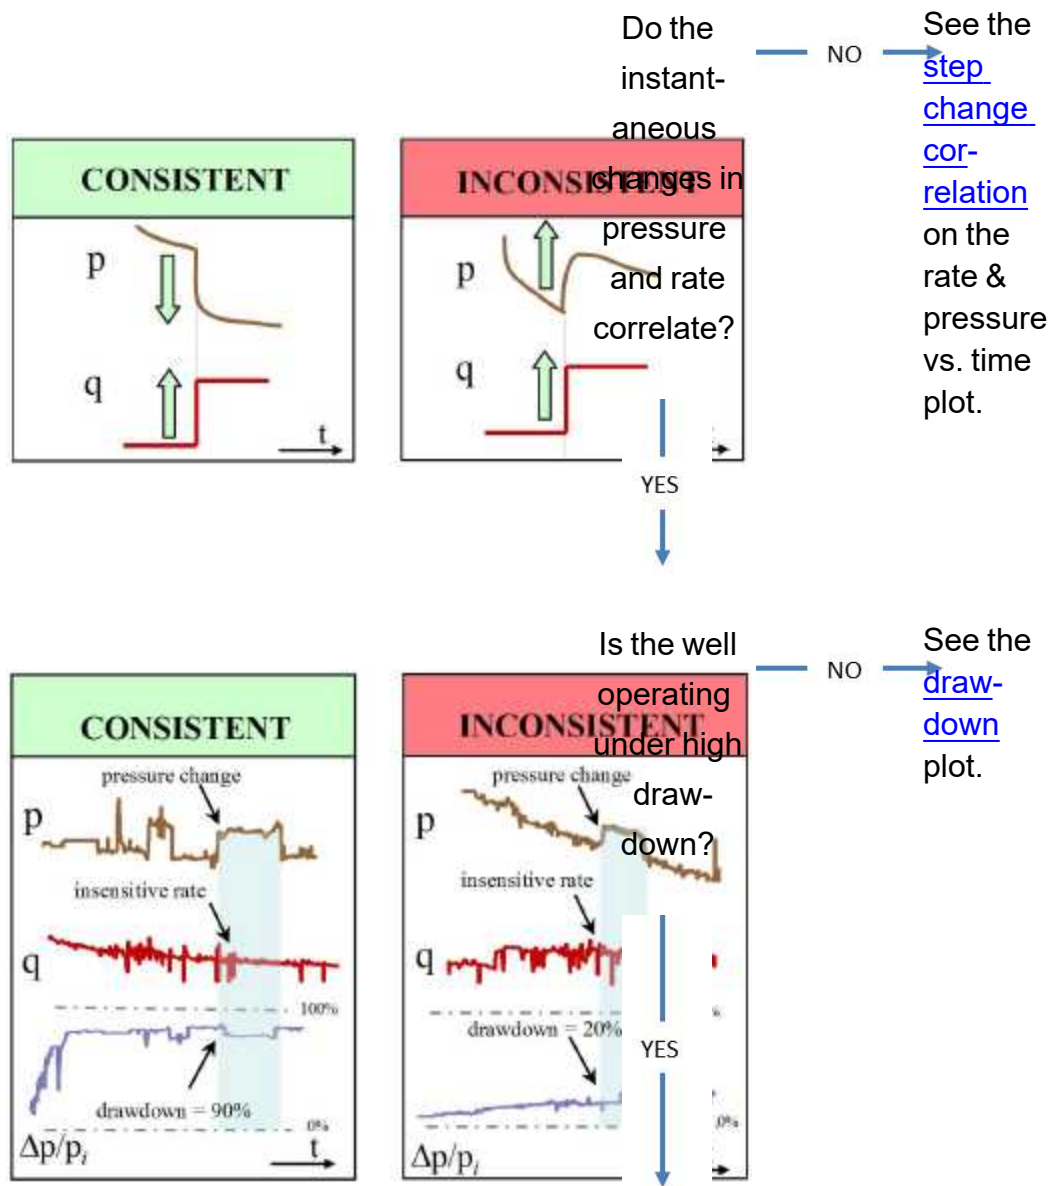 Do the
instant-
aneous
changes in
pressure
and rate
correlate?
NO
See the
step
change
cor-
relation
on the
rate &
pressure
vs. time
plot.
CONSISTENT
p
q
t
INCONSISTENT
p
q
YES
Is the well
operating
under high
draw-
down?
NO
See the
draw-
down
plot.
CONSISTENT
pressure change
p
insensitive rate
q
100%
drawdown = 90%
0%
Δp/pi
t
INCONSISTENT
pressure change
p
insensitive rate
q
drawdown = 20%
YES
0%
Δp/pi